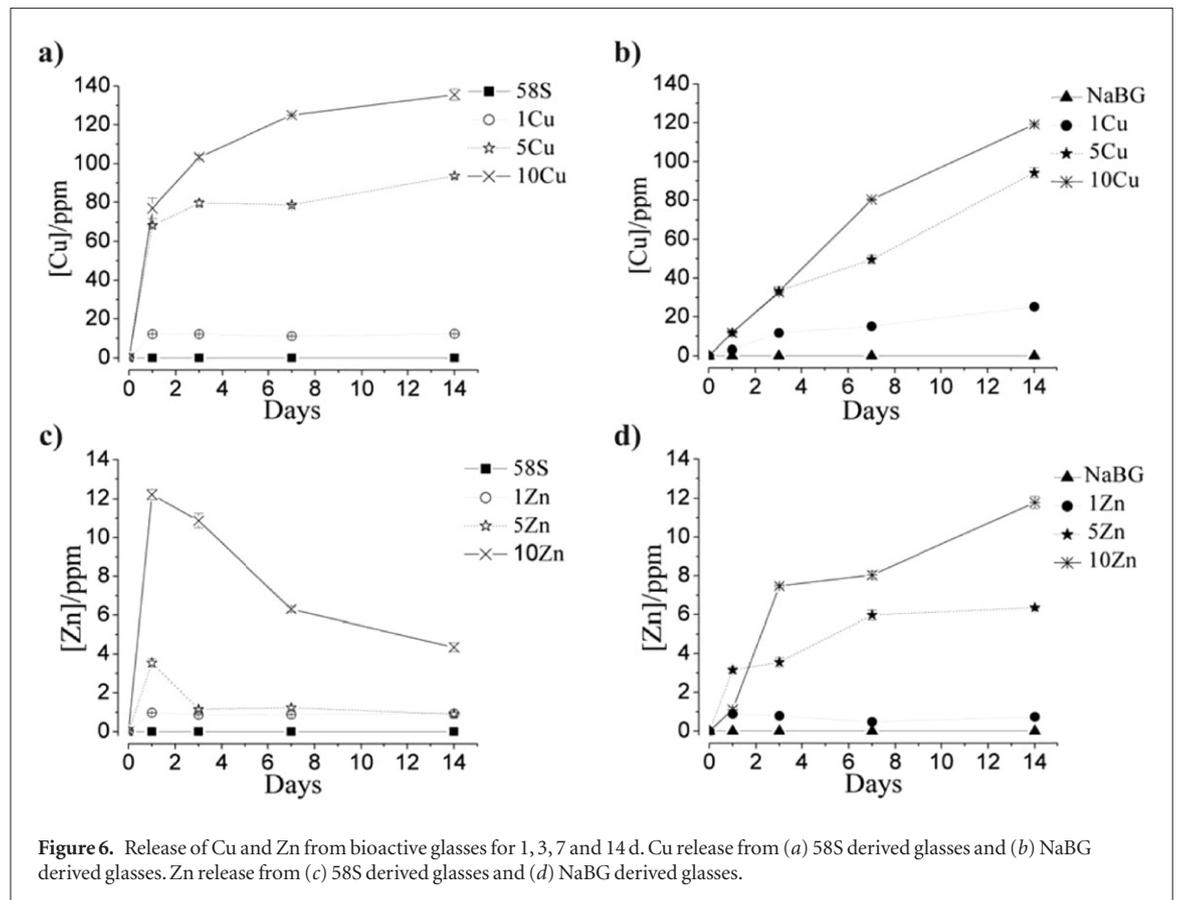 a)
140
120
100
80
60
40
20
0
[Cu]/ppm
0 2 4 6 8 10 12 14
Days
58S
1Cu
5Cu
10Cu
b)
140
120
100
80
60
40
20
0
[Cu]/ppm
0 2 4 6 8 10 12 14
Days
NaBG
1Cu
5Cu
10Cu
c)
14
12
10
8
6
4
2
0
[Zn]/ppm
0 2 4 6 8 10 12 14
Days
58S
1Zn
5Zn
10Zn
d)
14
12
10
8
6
4
2
0
[Zn]/ppm
0 2 4 6 8 10 12 14
Days
NaBG
1Zn
5Zn
10Zn
Figure 6. Release of Cu and Zn from bioactive glasses for 1, 3, 7 and 14 d. Cu release from (a) 58S derived glasses and (b) NaBG
derived glasses. Zn release from (c) 58S derived glasses and (d) NaBG derived glasses.